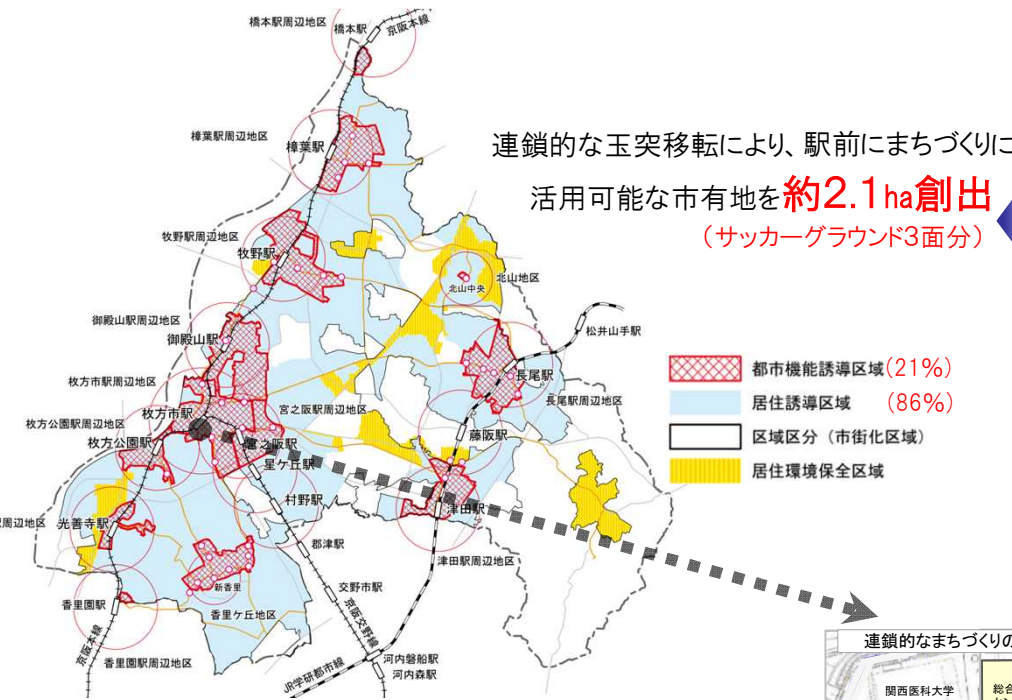 橋本駅周辺地区
橋本駅
京阪本線
樟葉駅周辺地区
樟葉駅
連鎖的な玉突移転により、駅前にまちづくりに
活用可能な市有地を約2.1ha創出
（サッカーグラウンド3面分）
牧野駅周辺地区
牧野駅
北山地区
北山中央
御殿山駅周辺地区
御殿山駅
松井山手駅
枚方市駅周辺地区
長尾駅
長尾駅周辺地区
都市機能誘導区域(21%)
居住誘導区域 (86%)
区域区分（市街化区域）
居住環境保全区域
枚方市駅
宮之阪駅周辺地区
枚方公園駅周辺地区
枚方公園駅
宮之阪駅
藤阪駅
星ケ丘駅
村野駅
津田駅
駅周辺地区
光善寺駅
郡津駅
津田駅周辺地区
新香里
交野市駅
香里園駅
香里ケ丘地区
京阪本線
京阪交野線
香里園駅周辺地区
河内磐船駅
河内森駅
JR学研都市線
連鎖的なまちづくりの
関西医科大学
総合